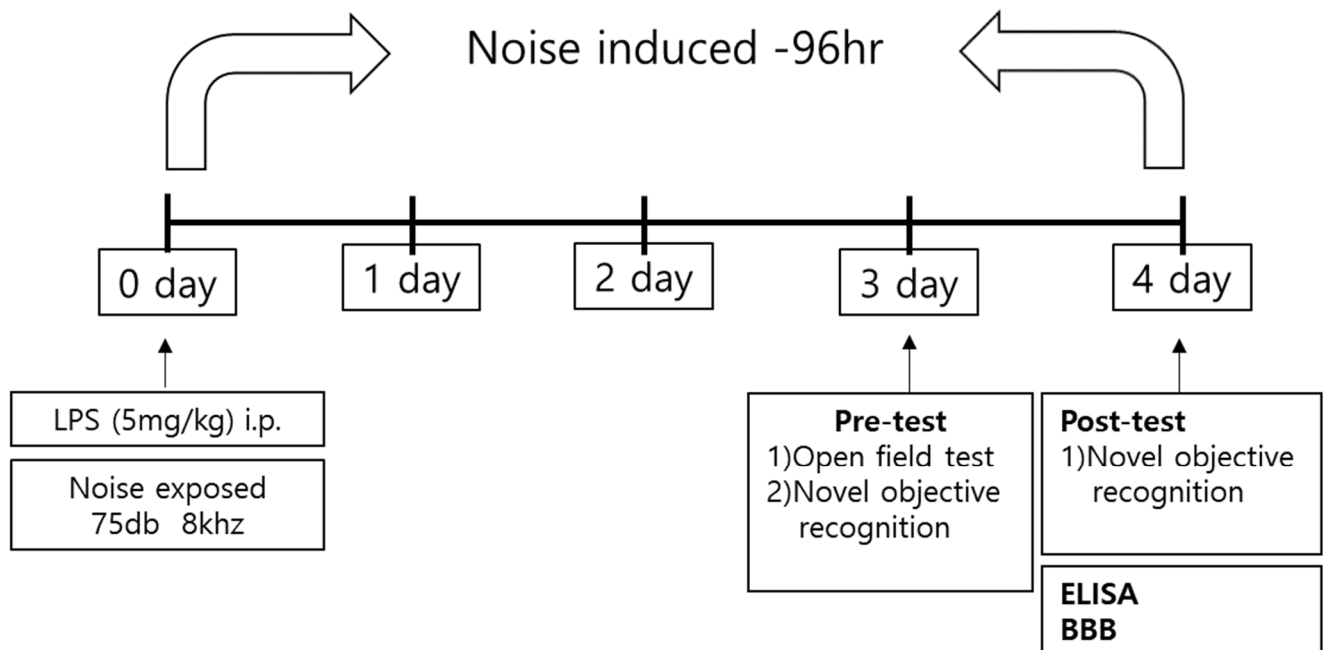 Noise induced -96hr
0 day
1 day
2 day
3 day
4 day
LPS (5mg/kg) i.p.
Noise exposed
75db 8khz
Pre-test
1)Open field test
2)Novel objective
recognition
Post-test
1)Novel objective
recognition
ELISA
BBB